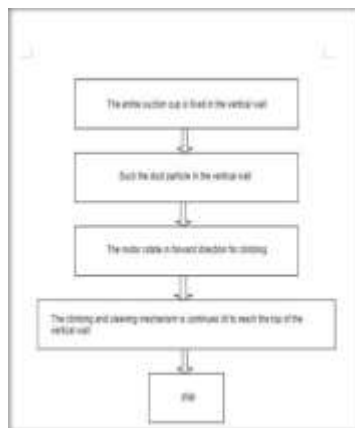 The entire suction cup is fixed in the vertical wall
Suck the dust particle in the vertical wall
The motor rotate in forward direction for climbing
The climbing and cleaning mechanism is continues till to reach the top of the
vertical wall
stop